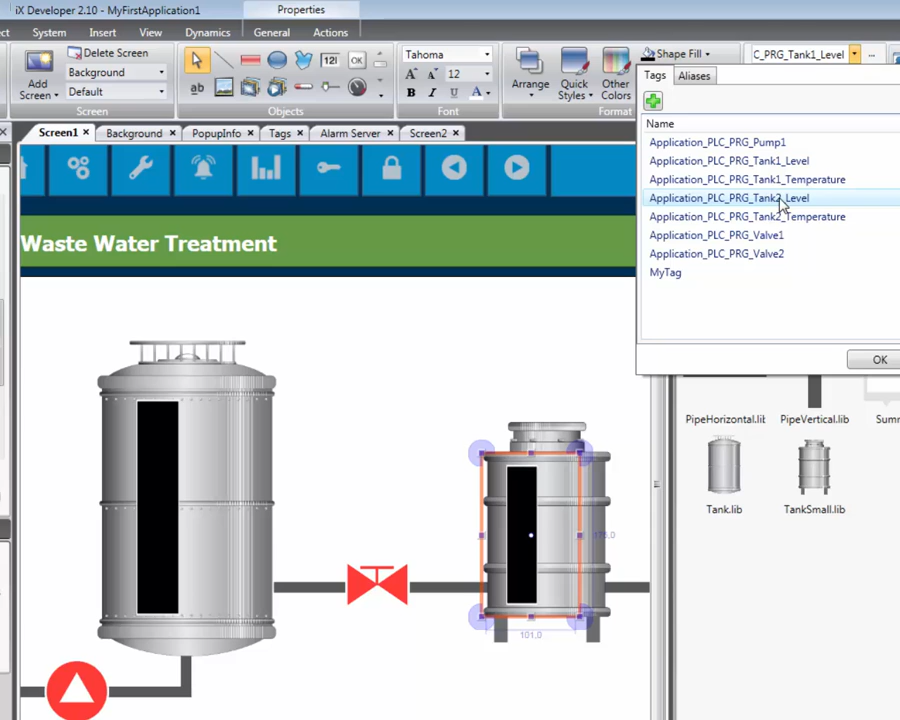 iX Developer 2.10 - MyFirstApplication1
Properties
System Insert View Dynamics General Actions
Delete Screen
Background
Default
Add
Screen
Screen
ab
12
OK
Objects
Tahoma
A A 12
B I U A
Font
Arrange
Quick
Styles
Other
Colors
Shape Fill
Format
C_PRG_Tank1_Level
...
Tags Aliases
Name
Application_PLC_PRG_Pump1
Application_PLC_PRG_Tank1_Level
Application_PLC_PRG_Tank1_Temperature
Application_PLC_PRG_Tank2_Level
Application_PLC_PRG_Tank2_Temperature
Application_PLC_PRG_Valve1
Application_PLC_PRG_Valve2
MyTag
OK
Screen1 Background PopupInfo Tags Alarm Server Screen2
Waste Water Treatment
101,0
PipeHorizontal.lib PipeVertical.lib
Tank.lib TankSmall.lib